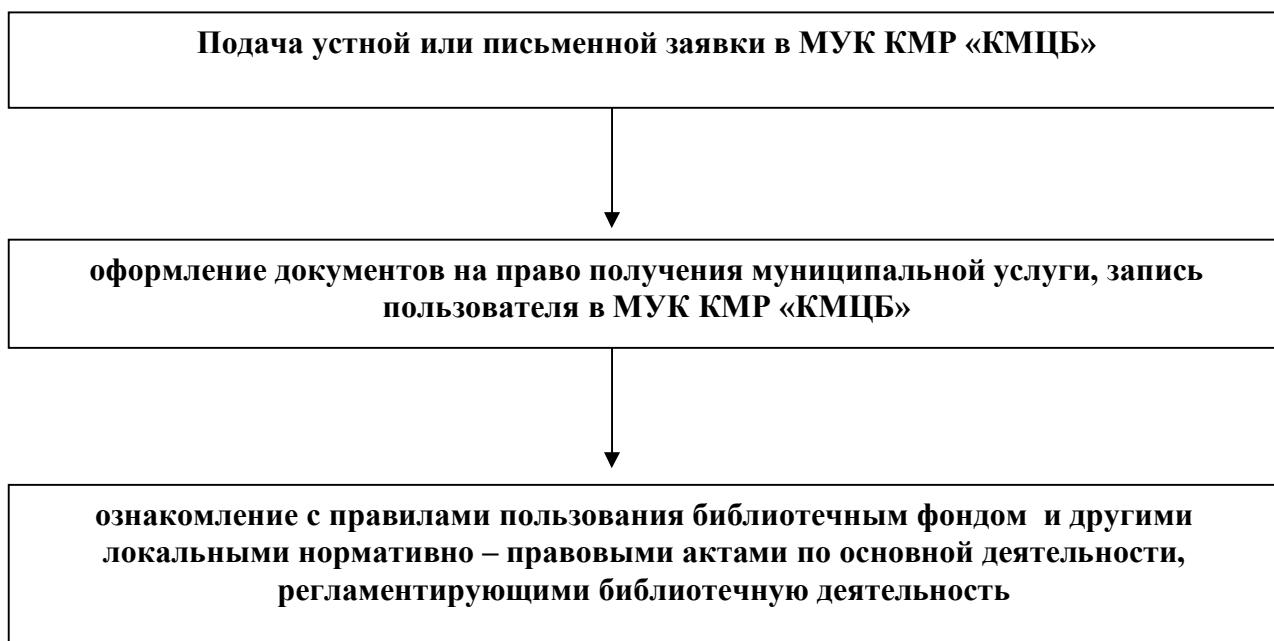 Подача устной или письменной заявки в МУК КМР «КМЦБ»
оформление документов на право получения муниципальной услуги, запись
пользователя в МУК КМР «КМЦБ»
ознакомление с правилами пользования библиотечным фондом и другими
локальными нормативно – правовыми актами по основной деятельности,
регламентирующими библиотечную деятельность